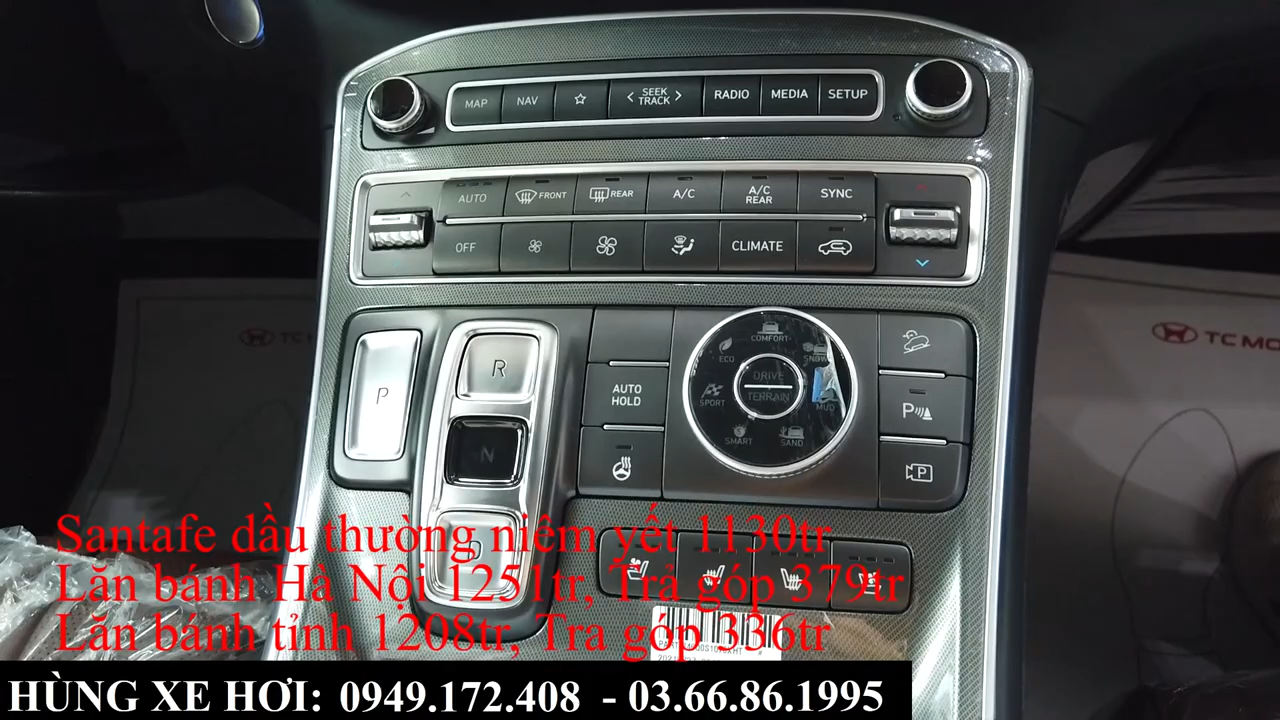 MAP NAV < SEEK TRACK > RADIO MEDIA SETUP
AUTO FRONT REAR A/C A/C REAR SYNC
OFF CLIMATE
P
R
N
D
AUTO
HOLD
COMFORT
ECO SNOW
DRIVE
TERRAIN
SPORT MUD
SMART SAND
P
P
TC MO
Santafe dầu thường niêm yết 1130tr
Lăn bánh Hà Nội 1251tr, Trả góp 379tr
Lăn bánh tỉnh 1208tr, Tra góp 336tr
HÙNG XE HƠI: 0949.172.408 - 03.66.86.1995